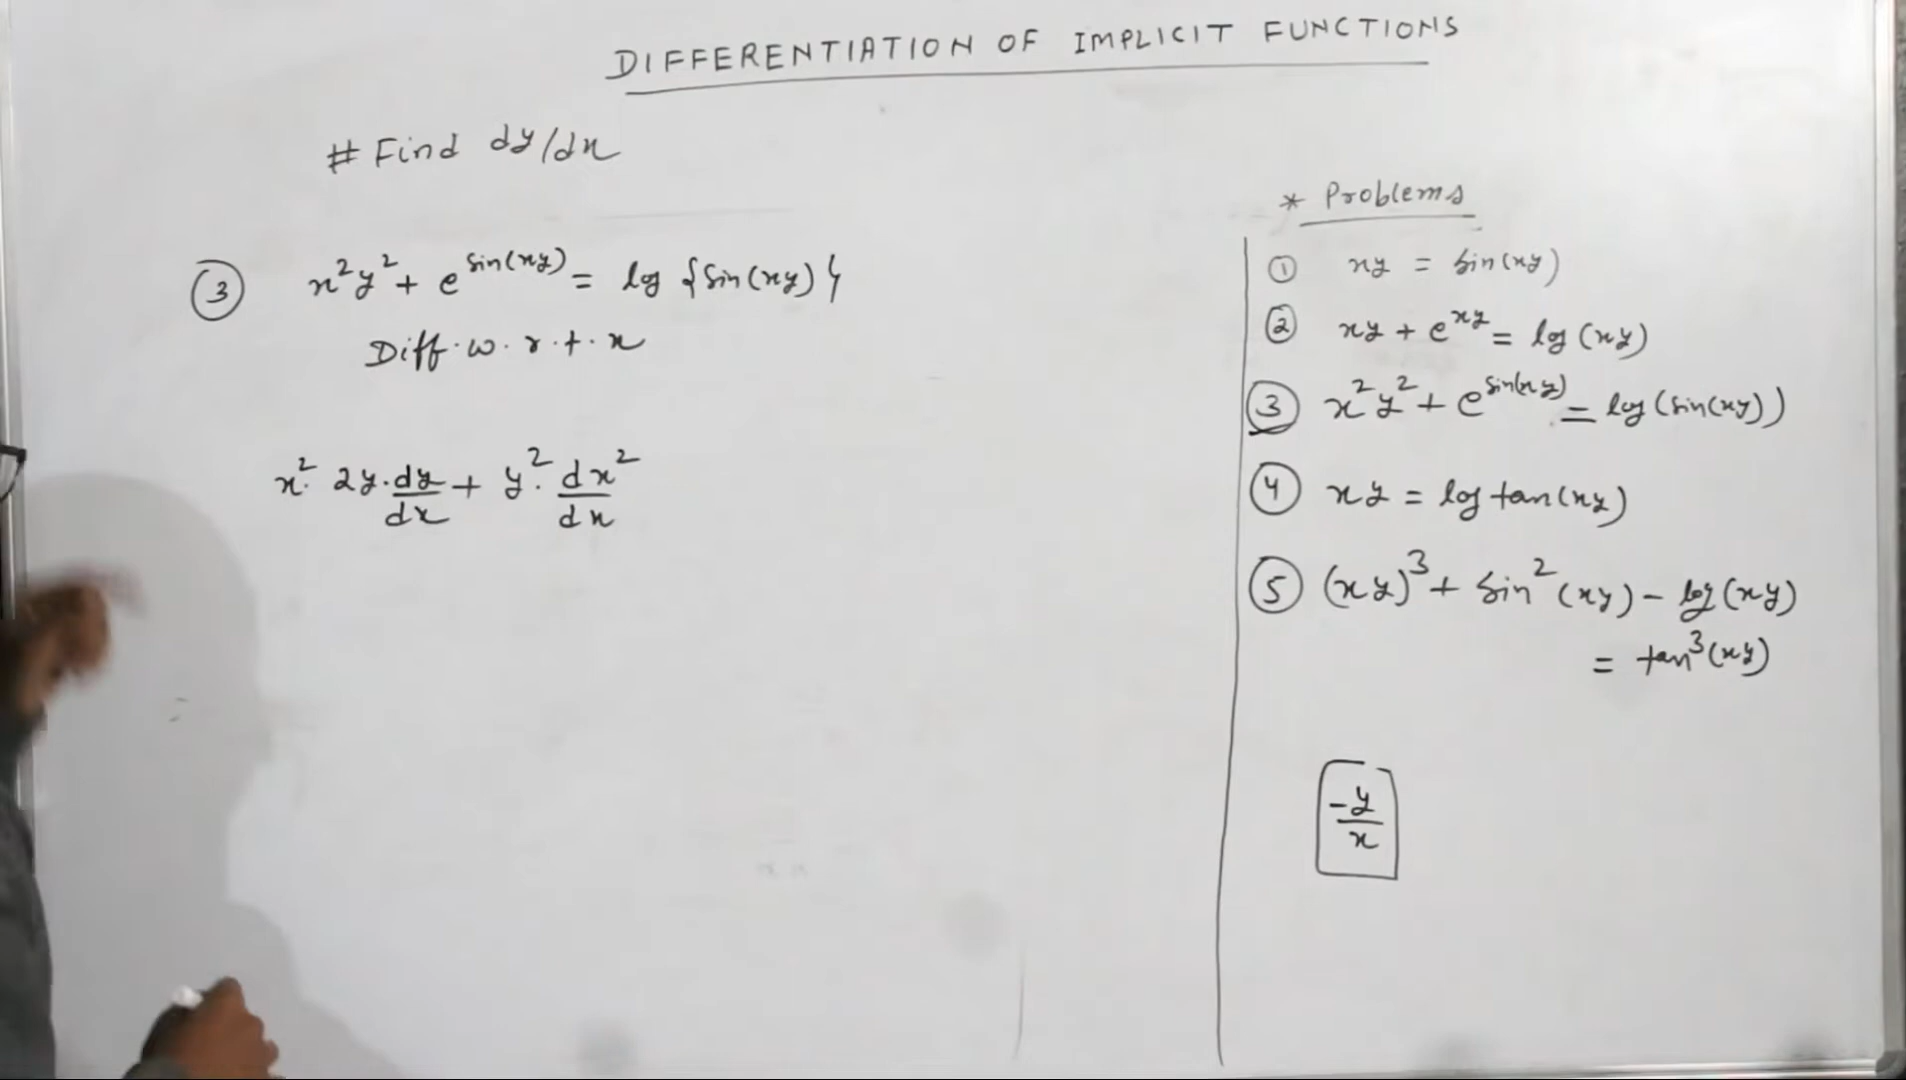 DIFFERENTIATION OF IMPLICIT FUNCTIONS
# Find dy/dx
③ x²y² + e^sin(xy) = log {sin(xy)}
Diff. w. r. t. x
x². 2y. dy/dx + y². dx²/dx
* Problems
① xy = sin(xy)
② xy + e^xy = log (xy)
③ x²y² + e^sin(xy) = log (sin(xy))
④ xy = log tan(xy)
⑤ (xy)³ + sin² (xy) - log (xy)
= tan³(xy)
-y/x